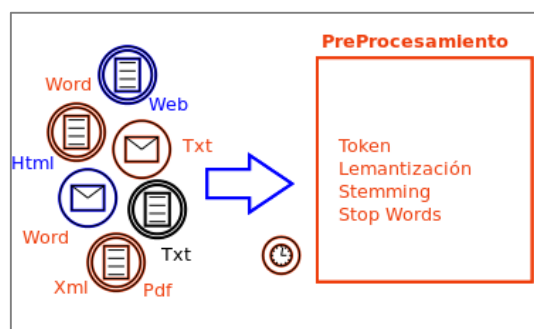 PreProcesamiento
Word
Web
Txt
Html
Word
Txt
Xml
Pdf
Token
Lemantización
Stemming
Stop Words